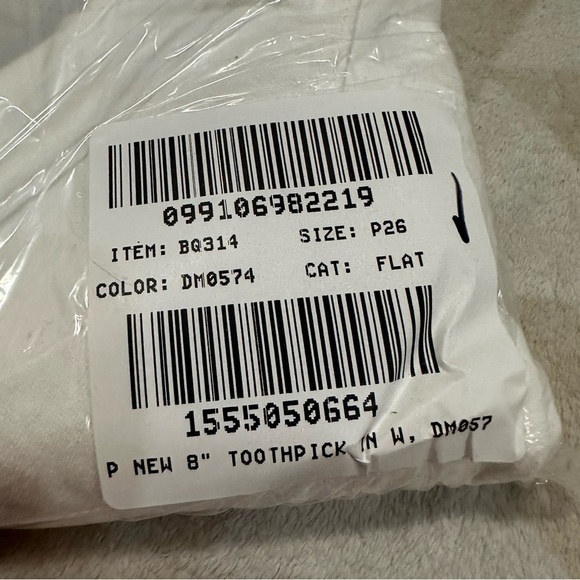 099106982219
ITEM: BQ314 SIZE: P26
COLOR: DM0574 CAT: FLAT
1555050664
P NEW 8" TOOTHPICK IN W, DM057